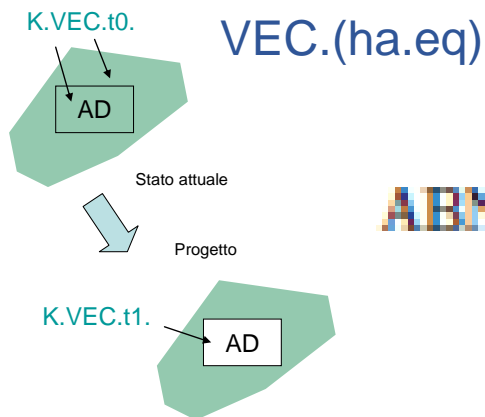 K.VEC.t0.
VEC.(ha.eq)
AD
Stato attuale
Progetto
K.VEC.t1.
AD